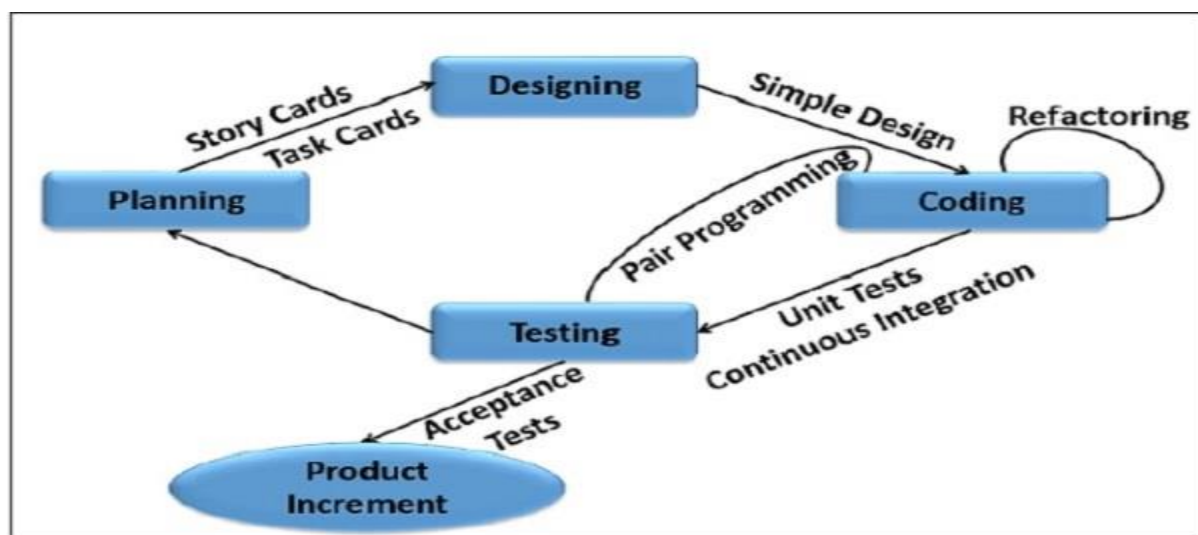 Designing
Story Cards
Task Cards
Simple Design
Refactoring
Planning
Pair Programming
Coding
Testing
Unit Tests
Continuous Integration
Acceptance
Tests
Product
Increment